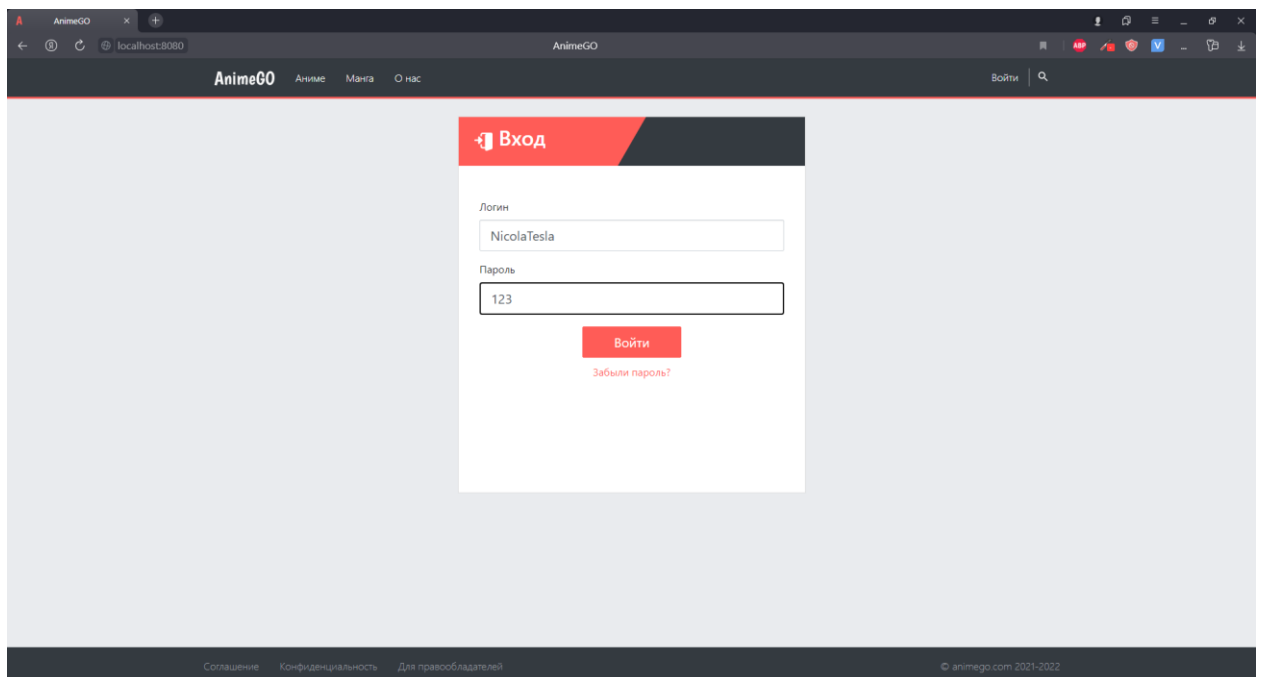 AnimeGO
localhost:8080 AnimeGO ABP V
AnimeGO Аниме Манга О нас Войти
Вход
Логин
NicolaTesla
Пароль
123
Войти
Забыли пароль?
Соглашение Конфиденциальность Для правообладателей © animego.com 2021-2022